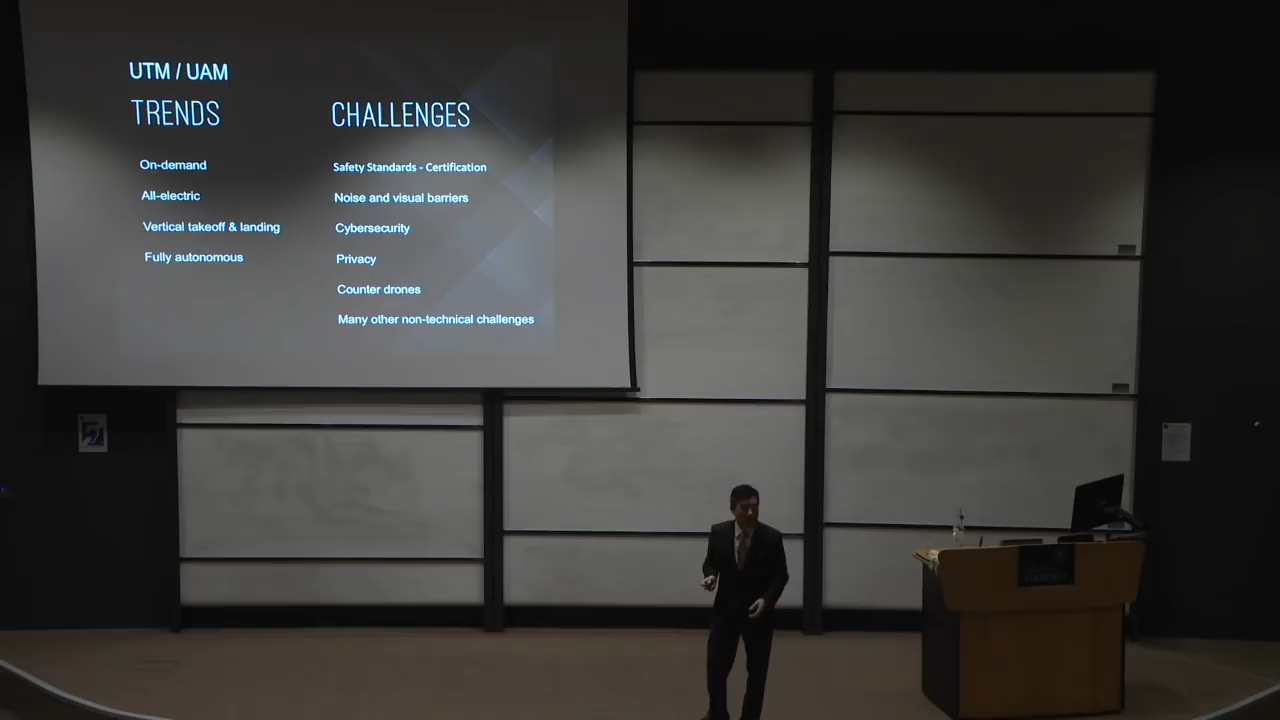 UTM / UAM
TRENDS
On-demand
All-electric
Vertical takeoff & landing
Fully autonomous
CHALLENGES
Safety Standards - Certification
Noise and visual barriers
Cybersecurity
Privacy
Counter drones
Many other non-technical challenges